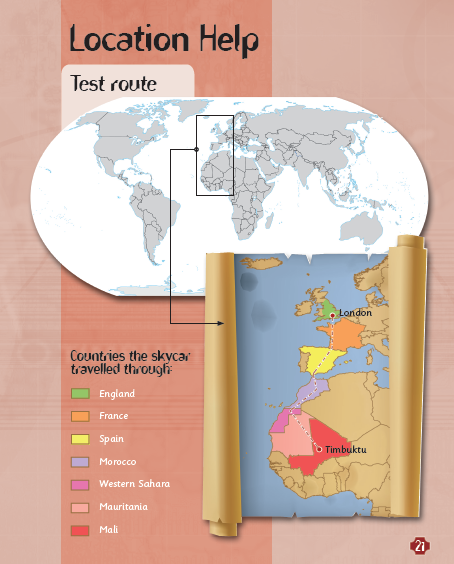 Location Help
Test route
London
Timbuktu
Countries the skycar
travelled through:
England
France
Spain
Morocco
Western Sahara
Mauritania
Mali
21